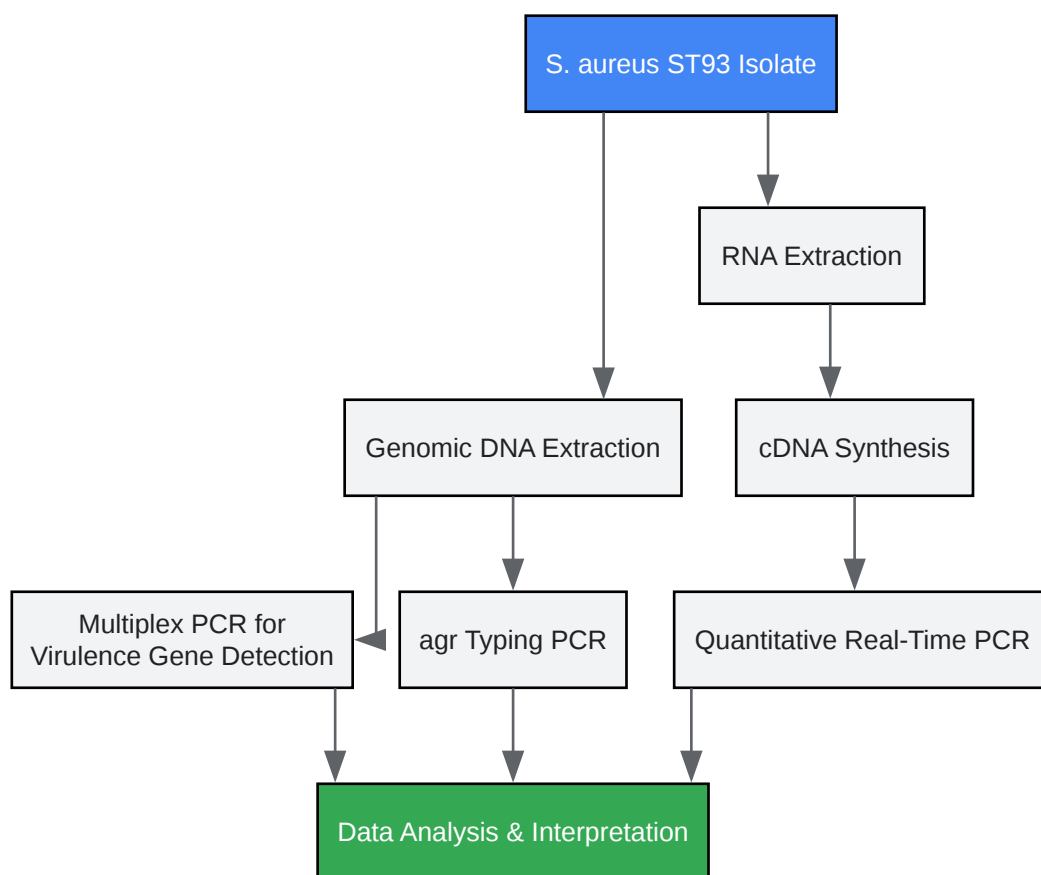 S. aureus ST93 Isolate
RNA Extraction
Genomic DNA Extraction
cDNA Synthesis
Multiplex PCR for
Virulence Gene Detection
agr Typing PCR
Quantitative Real-Time PCR
Data Analysis & Interpretation